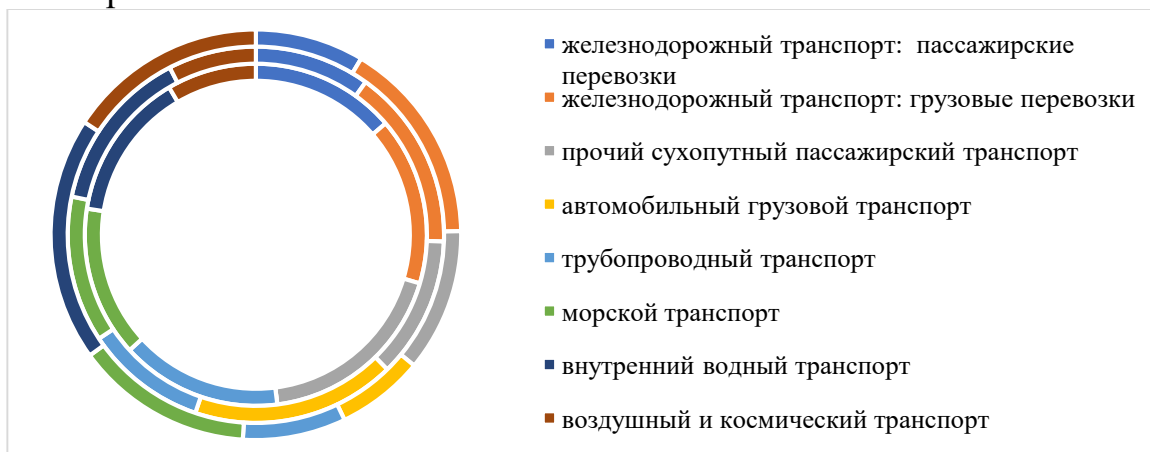 железнодорожный транспорт: пассажирские
перевозки
железнодорожный транспорт: грузовые перевозки
прочий сухопутный пассажирский транспорт
автомобильный грузовой транспорт
трубопроводный транспорт
морской транспорт
внутренний водный транспорт
воздушный и космический транспорт